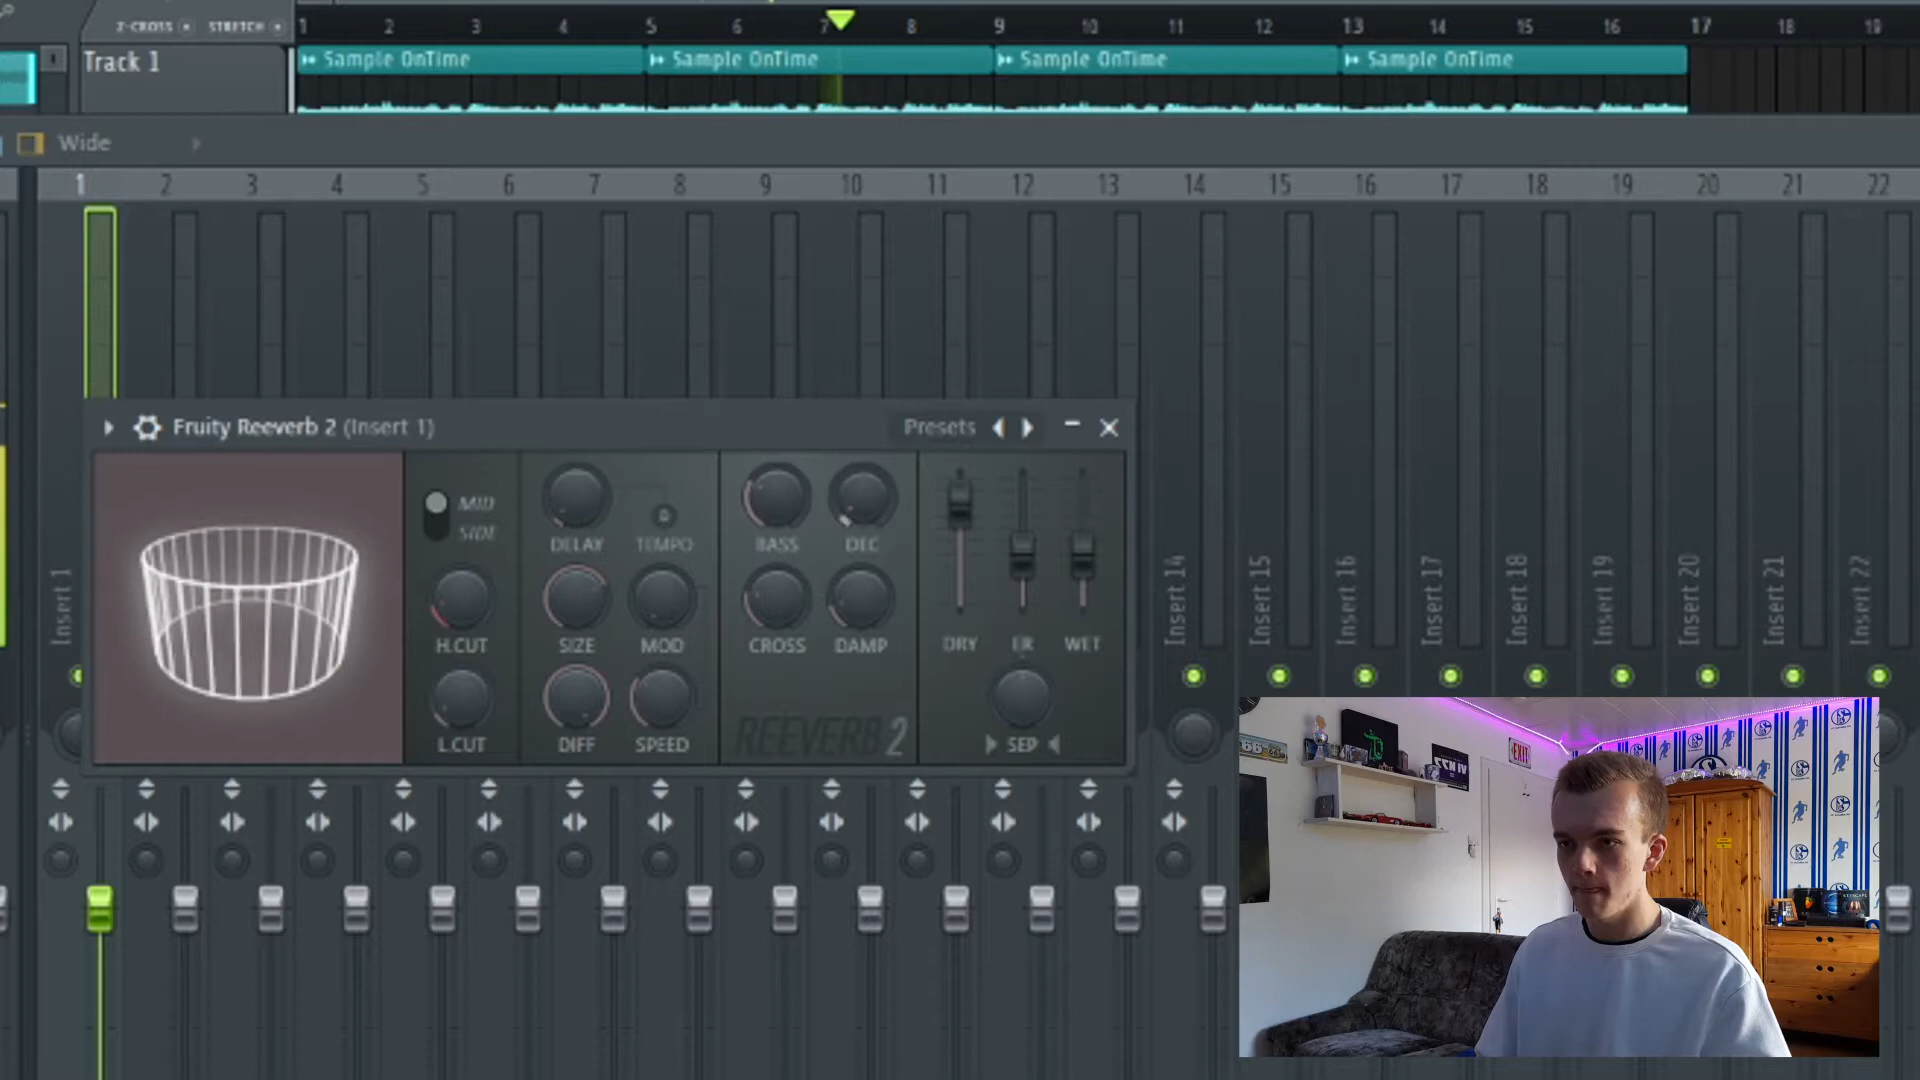 Z-CROSS STRETCH
1 2 3 4 5 6 7 8 9 10 11 12 13 14 15 16 17 18 19
Track 1
Sample OnTime Sample OnTime Sample OnTime Sample OnTime
Wide
1 2 3 4 5 6 7 8 9 10 11 12 13 14 15 16 17 18 19 20 21 22
Fruity Reeverb 2 (Insert 1)
Presets
MID
SIDE
DELAY TEMPO BASS DEC
H.CUT SIZE MOD CROSS DAMP DRY ER WET
L.CUT DIFF SPEED REEVERB 2 SEP
Insert 1
Insert 14
Insert 15
Insert 16
Insert 17
Insert 18
Insert 19
Insert 20
Insert 21
Insert 22
EXIT
66